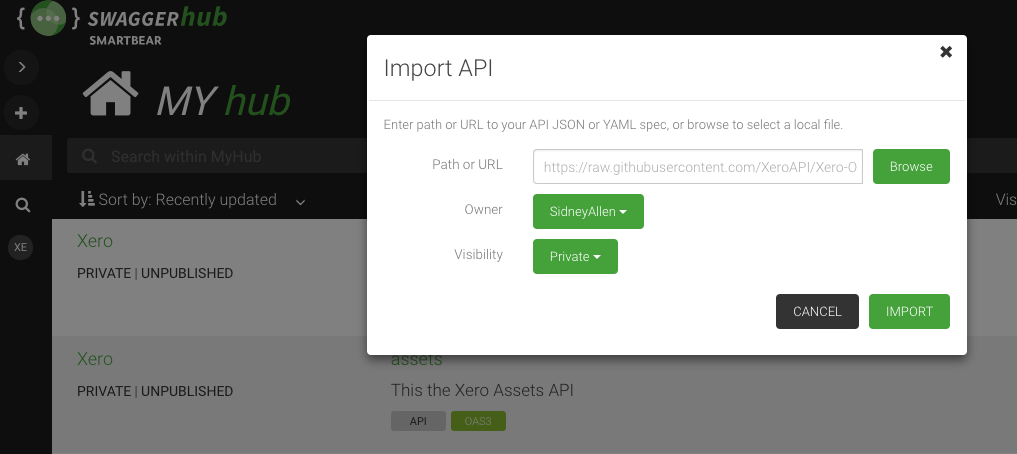 SWAGGERhub
SMARTBEAR
MY hub
Search within MyHub
Sort by: Recently updated
Vis
Xero
PRIVATE | UNPUBLISHED
XE
Xero
PRIVATE | UNPUBLISHED
assets
This the Xero Assets API
API
OAS3
Import API
Enter path or URL to your API JSON or YAML spec, or browse to select a local file.
Path or URL
https://raw.githubusercontent.com/XeroAPI/Xero-O
Browse
Owner
SidneyAllen
Visibility
Private
CANCEL
IMPORT